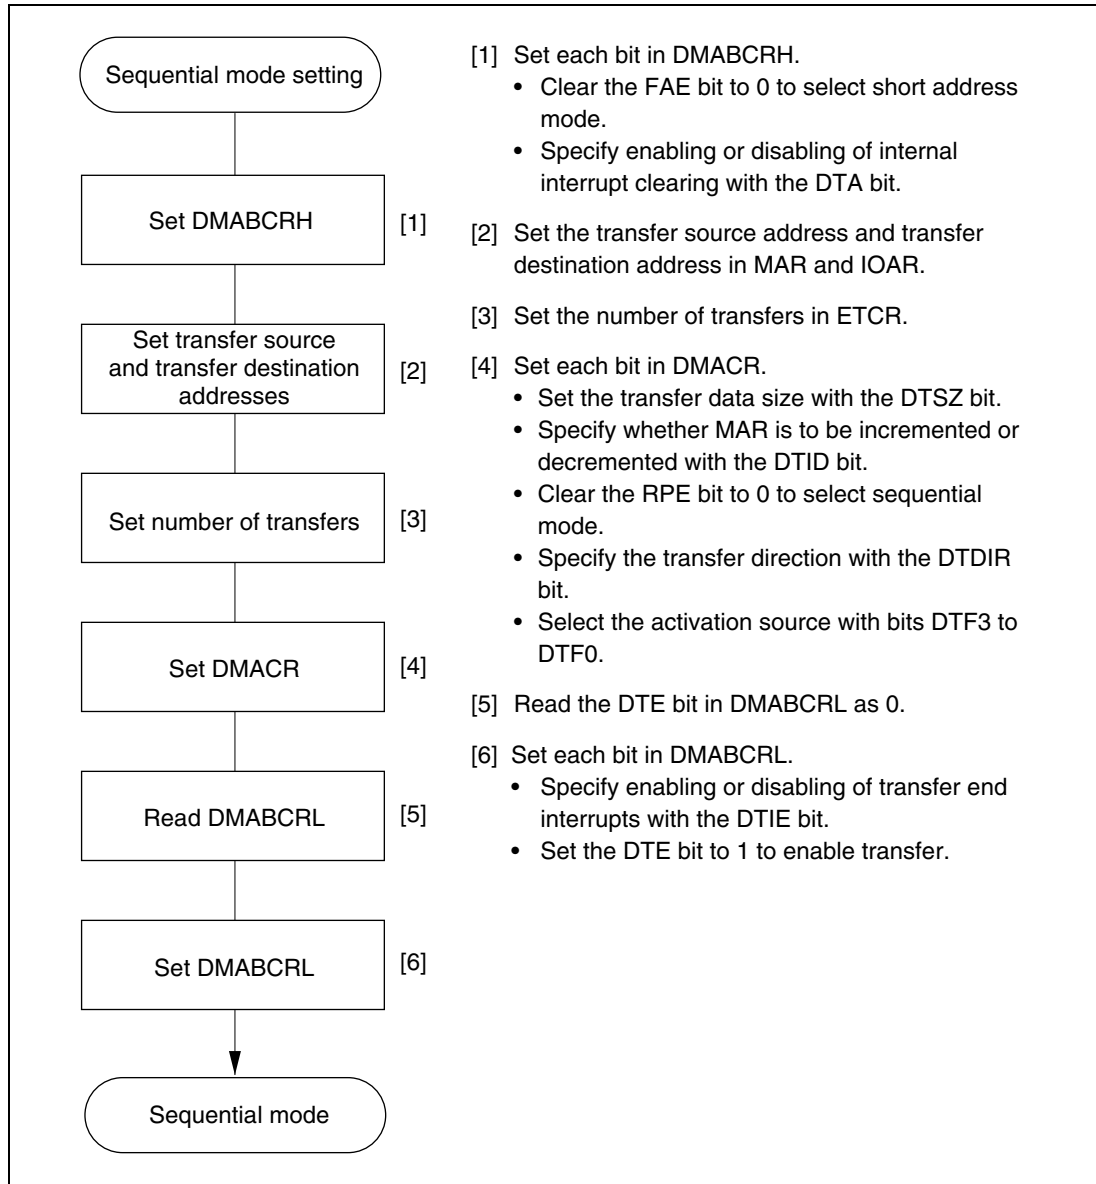 Sequential mode setting
Set DMABCRH
[1]
Set transfer source
and transfer destination
addresses
[2]
Set number of transfers
[3]
Set DMACR
[4]
Read DMABCRL
[5]
Set DMABCRL
[6]
Sequential mode
[1] Set each bit in DMABCRH.
• Clear the FAE bit to 0 to select short address
mode.
• Specify enabling or disabling of internal
interrupt clearing with the DTA bit.
[2] Set the transfer source address and transfer
destination address in MAR and IOAR.
[3] Set the number of transfers in ETCR.
[4] Set each bit in DMACR.
• Set the transfer data size with the DTSZ bit.
• Specify whether MAR is to be incremented or
decremented with the DTID bit.
• Clear the RPE bit to 0 to select sequential
mode.
• Specify the transfer direction with the DTDIR
bit.
• Select the activation source with bits DTF3 to
DTF0.
[5] Read the DTE bit in DMABCRL as 0.
[6] Set each bit in DMABCRL.
• Specify enabling or disabling of transfer end
interrupts with the DTIE bit.
• Set the DTE bit to 1 to enable transfer.